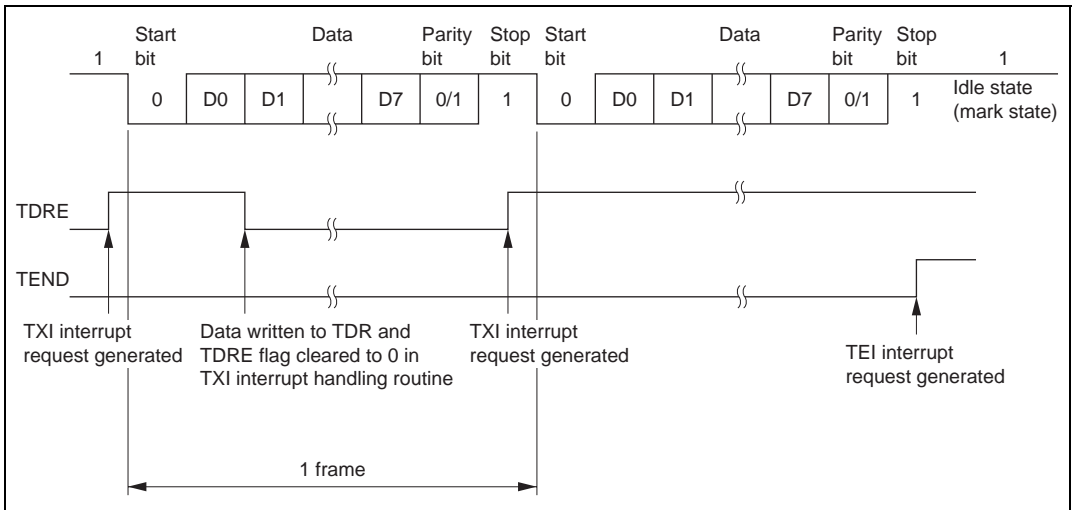 Start Data Parity Stop Start Data Parity Stop
1 bit bit bit bit bit bit 1
0 D0 D1 D7 0/1 1 0 D0 D1 D7 0/1 1 Idle state
(mark state)
TDRE
TEND
TXI interrupt
request generated
Data written to TDR and
TDRE flag cleared to 0 in
TXI interrupt handling routine
TXI interrupt
request generated
TEI interrupt
request generated
1 frame